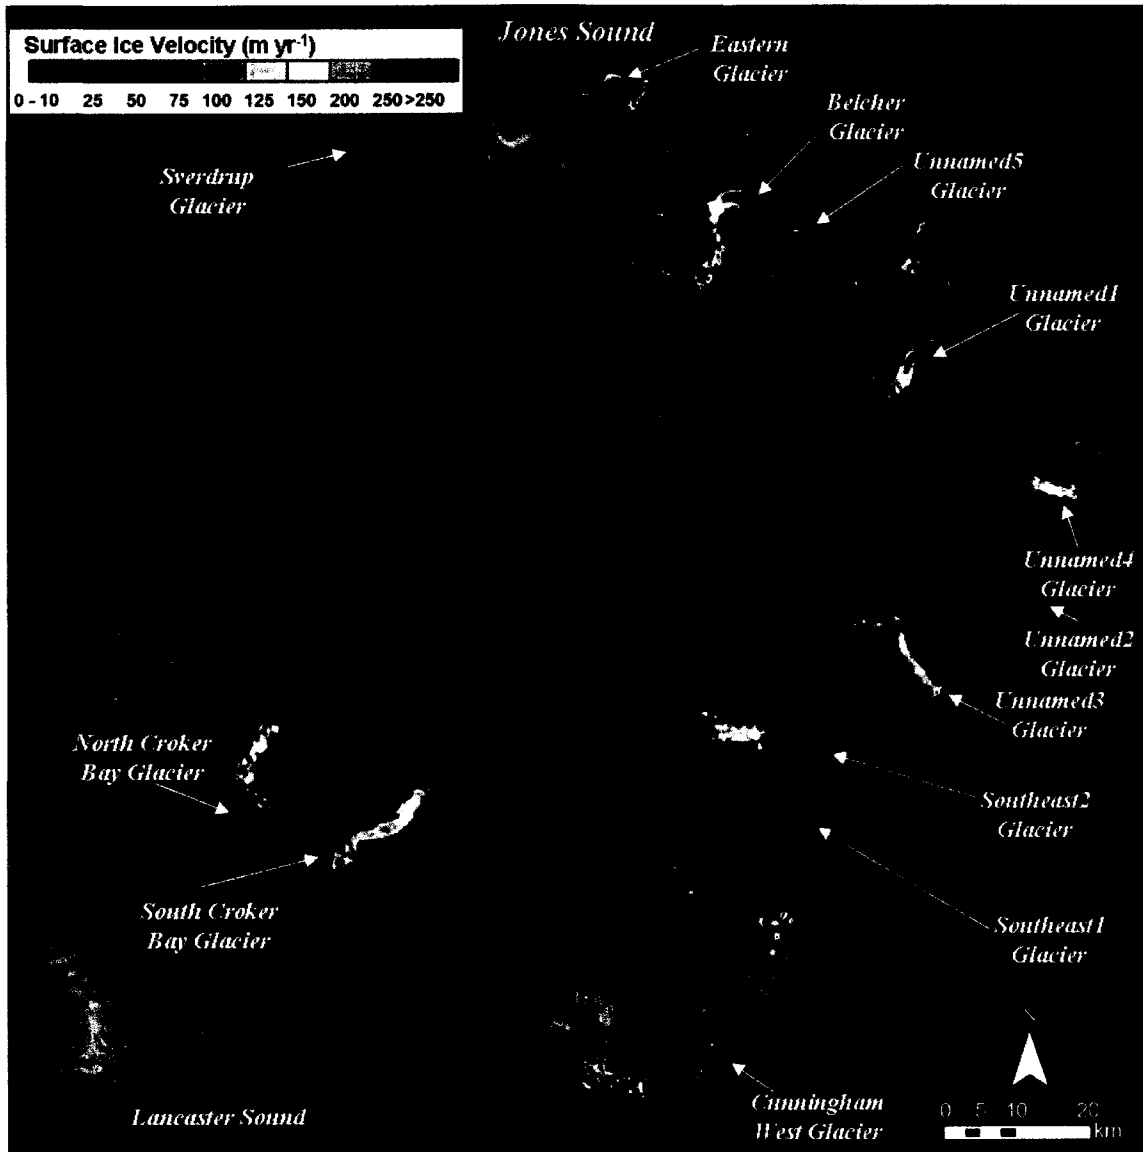 Jones Sound
Surface Ice Velocity (m yr-1)
0 - 10 25 50 75 100 125 150 200 250 >250
Eastern
Glacier
Belcher
Glacier
Unnamed5
Glacier
Sverdrup
Glacier
Unnamed1
Glacier
Unnamed4
Glacier
Unnamed2
Glacier
Unnamed3
Glacier
North Croker
Bay Glacier
Southeast2
Glacier
South Croker
Bay Glacier
Southeast1
Glacier
Cunningham
West Glacier
Lancaster Sound
0 5 10 20
km